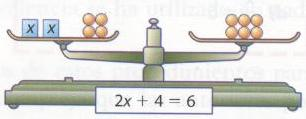 x x
2x + 4 = 6